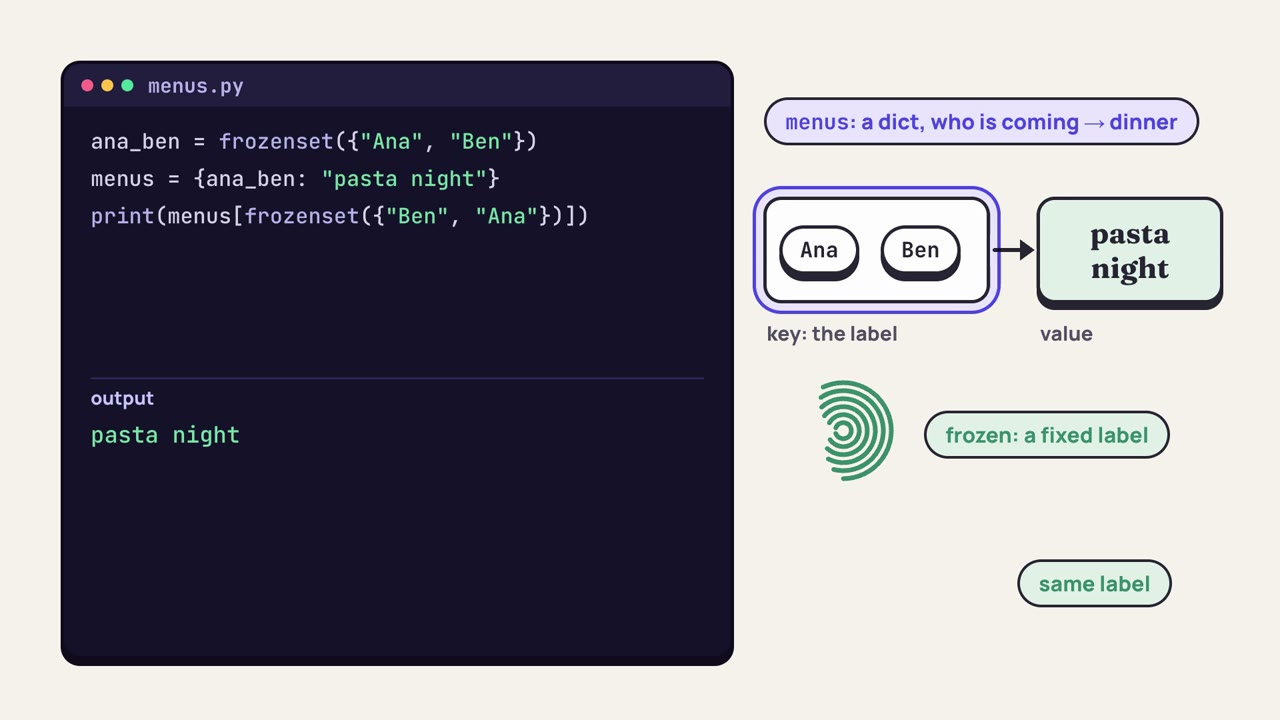 menus.py
ana_ben = frozenset({"Ana", "Ben"})
menus = {ana_ben: "pasta night"}
print(menus[frozenset({"Ben", "Ana"})])
output
pasta night
menus: a dict, who is coming → dinner
Ana
Ben
pasta
night
key: the label
value
frozen: a fixed label
same label